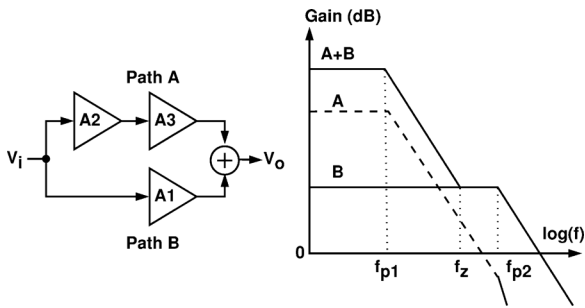 Path A
A2
A3
Vi
Vo
+
A1
Path B
Gain (dB)
A+B
A
B
0
fp1
fz
fp2
log(f)